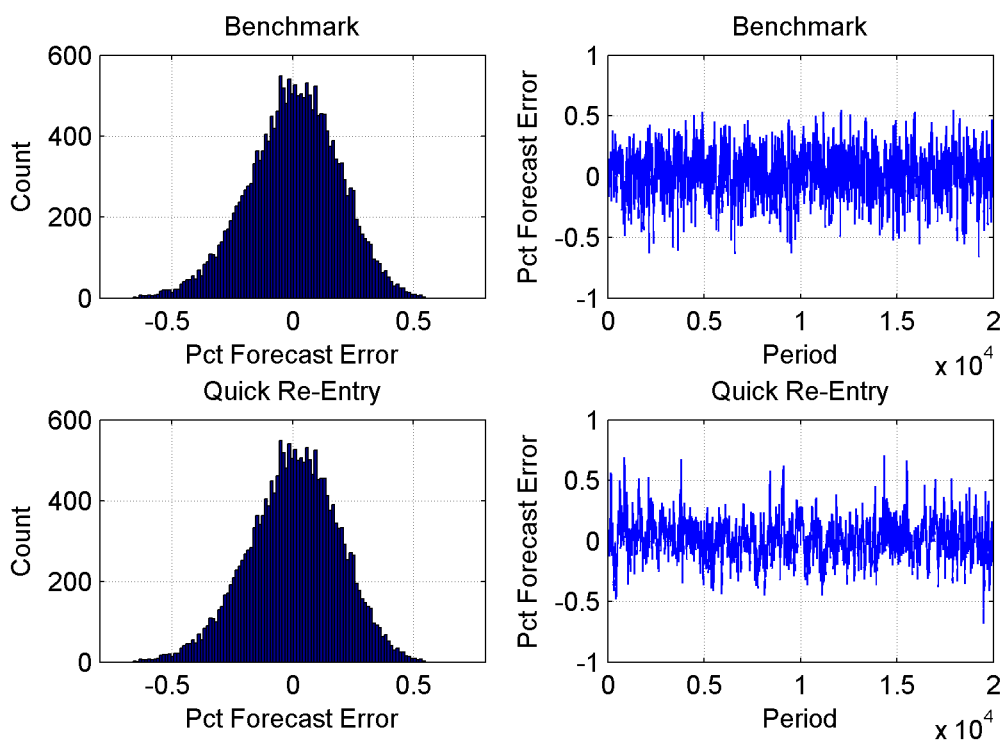 Benchmark
600
400
200
0
Count
-0.5 0 0.5
Pct Forecast Error
Benchmark
1
0.5
0
-0.5
-1
Pct Forecast Error
0 0.5 1 1.5 2
Period
x 10^4
Quick Re-Entry
600
400
200
0
Count
-0.5 0 0.5
Pct Forecast Error
Quick Re-Entry
1
0.5
0
-0.5
-1
Pct Forecast Error
0 0.5 1 1.5 2
Period
x 10^4